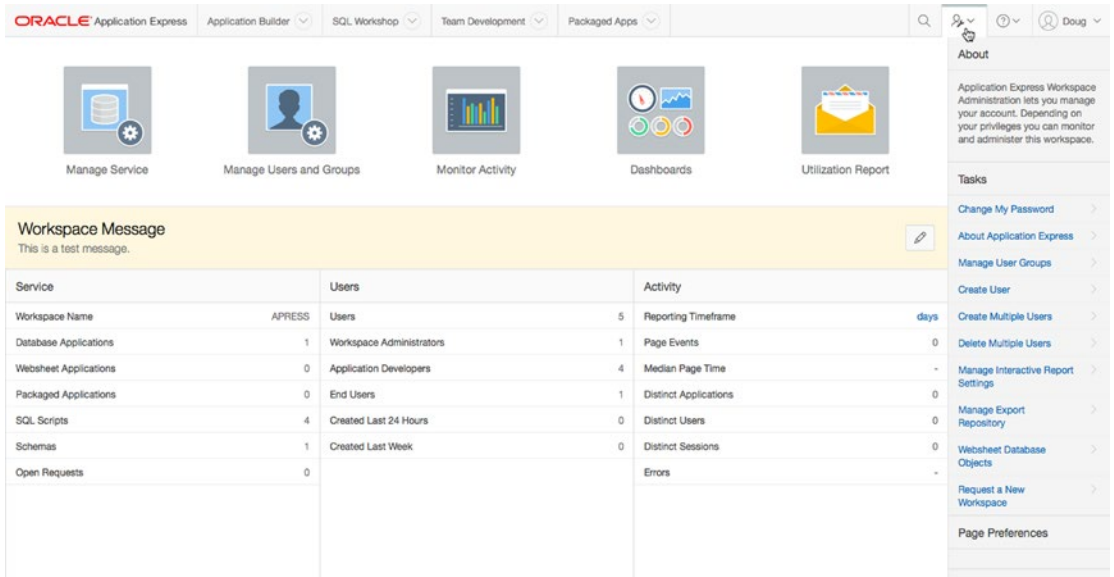 ORACLE Application Express
Application Builder
SQL Workshop
Team Development
Packaged Apps
Doug
Manage Service
Manage Users and Groups
Monitor Activity
Dashboards
Utilization Report
Workspace Message
This is a test message.
Service
Workspace Name APRESS
Database Applications 1
Websheet Applications 0
Packaged Applications 0
SQL Scripts 4
Schemas 1
Open Requests 0
Users
Users 5
Workspace Administrators 1
Application Developers 4
End Users 1
Created Last 24 Hours 0
Created Last Week 0
Activity
Reporting Timeframe days
Page Events 0
Median Page Time -
Distinct Applications 0
Distinct Users 0
Distinct Sessions 0
Errors -
About
Application Express Workspace
Administration lets you manage
your account. Depending on
your privileges you can monitor
and administer this workspace.
Tasks
Change My Password
About Application Express
Manage User Groups
Create User
Create Multiple Users
Delete Multiple Users
Manage Interactive Report
Settings
Manage Export
Repository
Websheet Database
Objects
Request a New
Workspace
Page Preferences